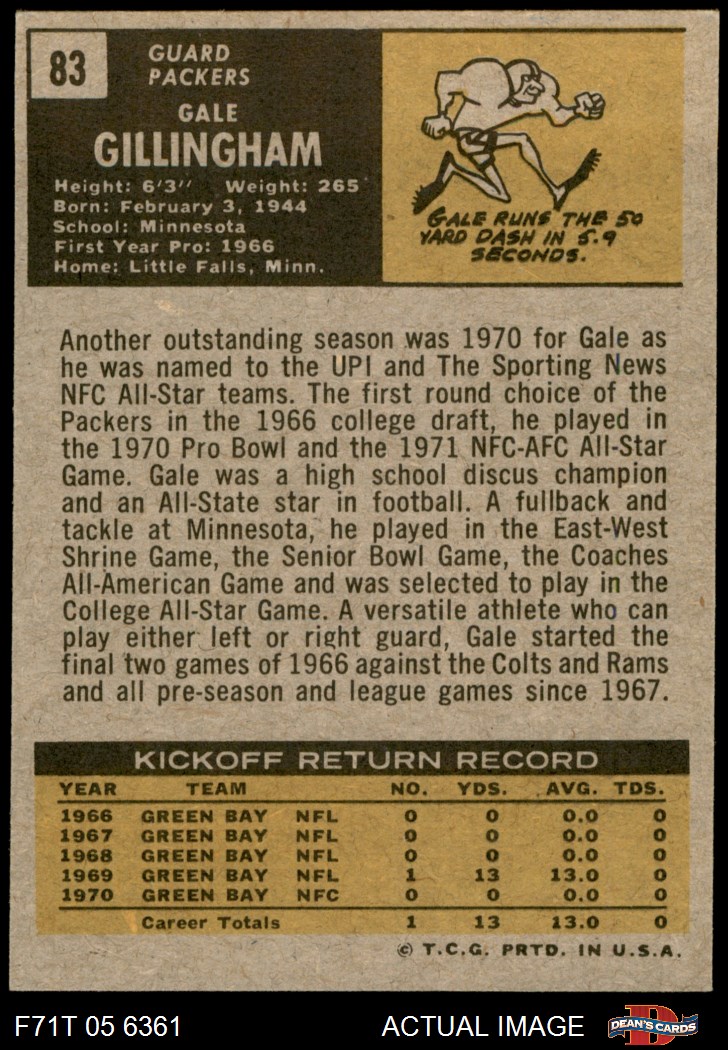 83
GUARD
PACKERS
GALE
GILLINGHAM
Height: 6'3" Weight: 265
Born: February 3, 1944
School: Minnesota
First Year Pro: 1966
Home: Little Falls, Minn.
GALE RUNS THE 50
YARD DASH IN 5.9
SECONDS.
Another outstanding season was 1970 for Gale as
he was named to the UPI and The Sporting News
NFC All-Star teams. The first round choice of the
Packers in the 1966 college draft, he played in
the 1970 Pro Bowl and the 1971 NFC-AFC All-Star
Game. Gale was a high school discus champion
and an All-State star in football. A fullback and
tackle at Minnesota, he played in the East-West
Shrine Game, the Senior Bowl Game, the Coaches
All-American Game and was selected to play in the
College All-Star Game. A versatile athlete who can
play either left or right guard, Gale started the
final two games of 1966 against the Colts and Rams
and all pre-season and league games since 1967.
KICKOFF RETURN RECORD
YEAR TEAM NO. YDS. AVG. TDS.
1966 GREEN BAY NFL 0 0 0.0 0
1967 GREEN BAY NFL 0 0 0.0 0
1968 GREEN BAY NFL 0 0 0.0 0
1969 GREEN BAY NFL 1 13 13.0 0
1970 GREEN BAY NFC 0 0 0.0 0
Career Totals 1 13 13.0 0
© T.C.G. PRTD. IN U.S.A.
F71T 05 6361 ACTUAL IMAGE D DEAN'S CARDS